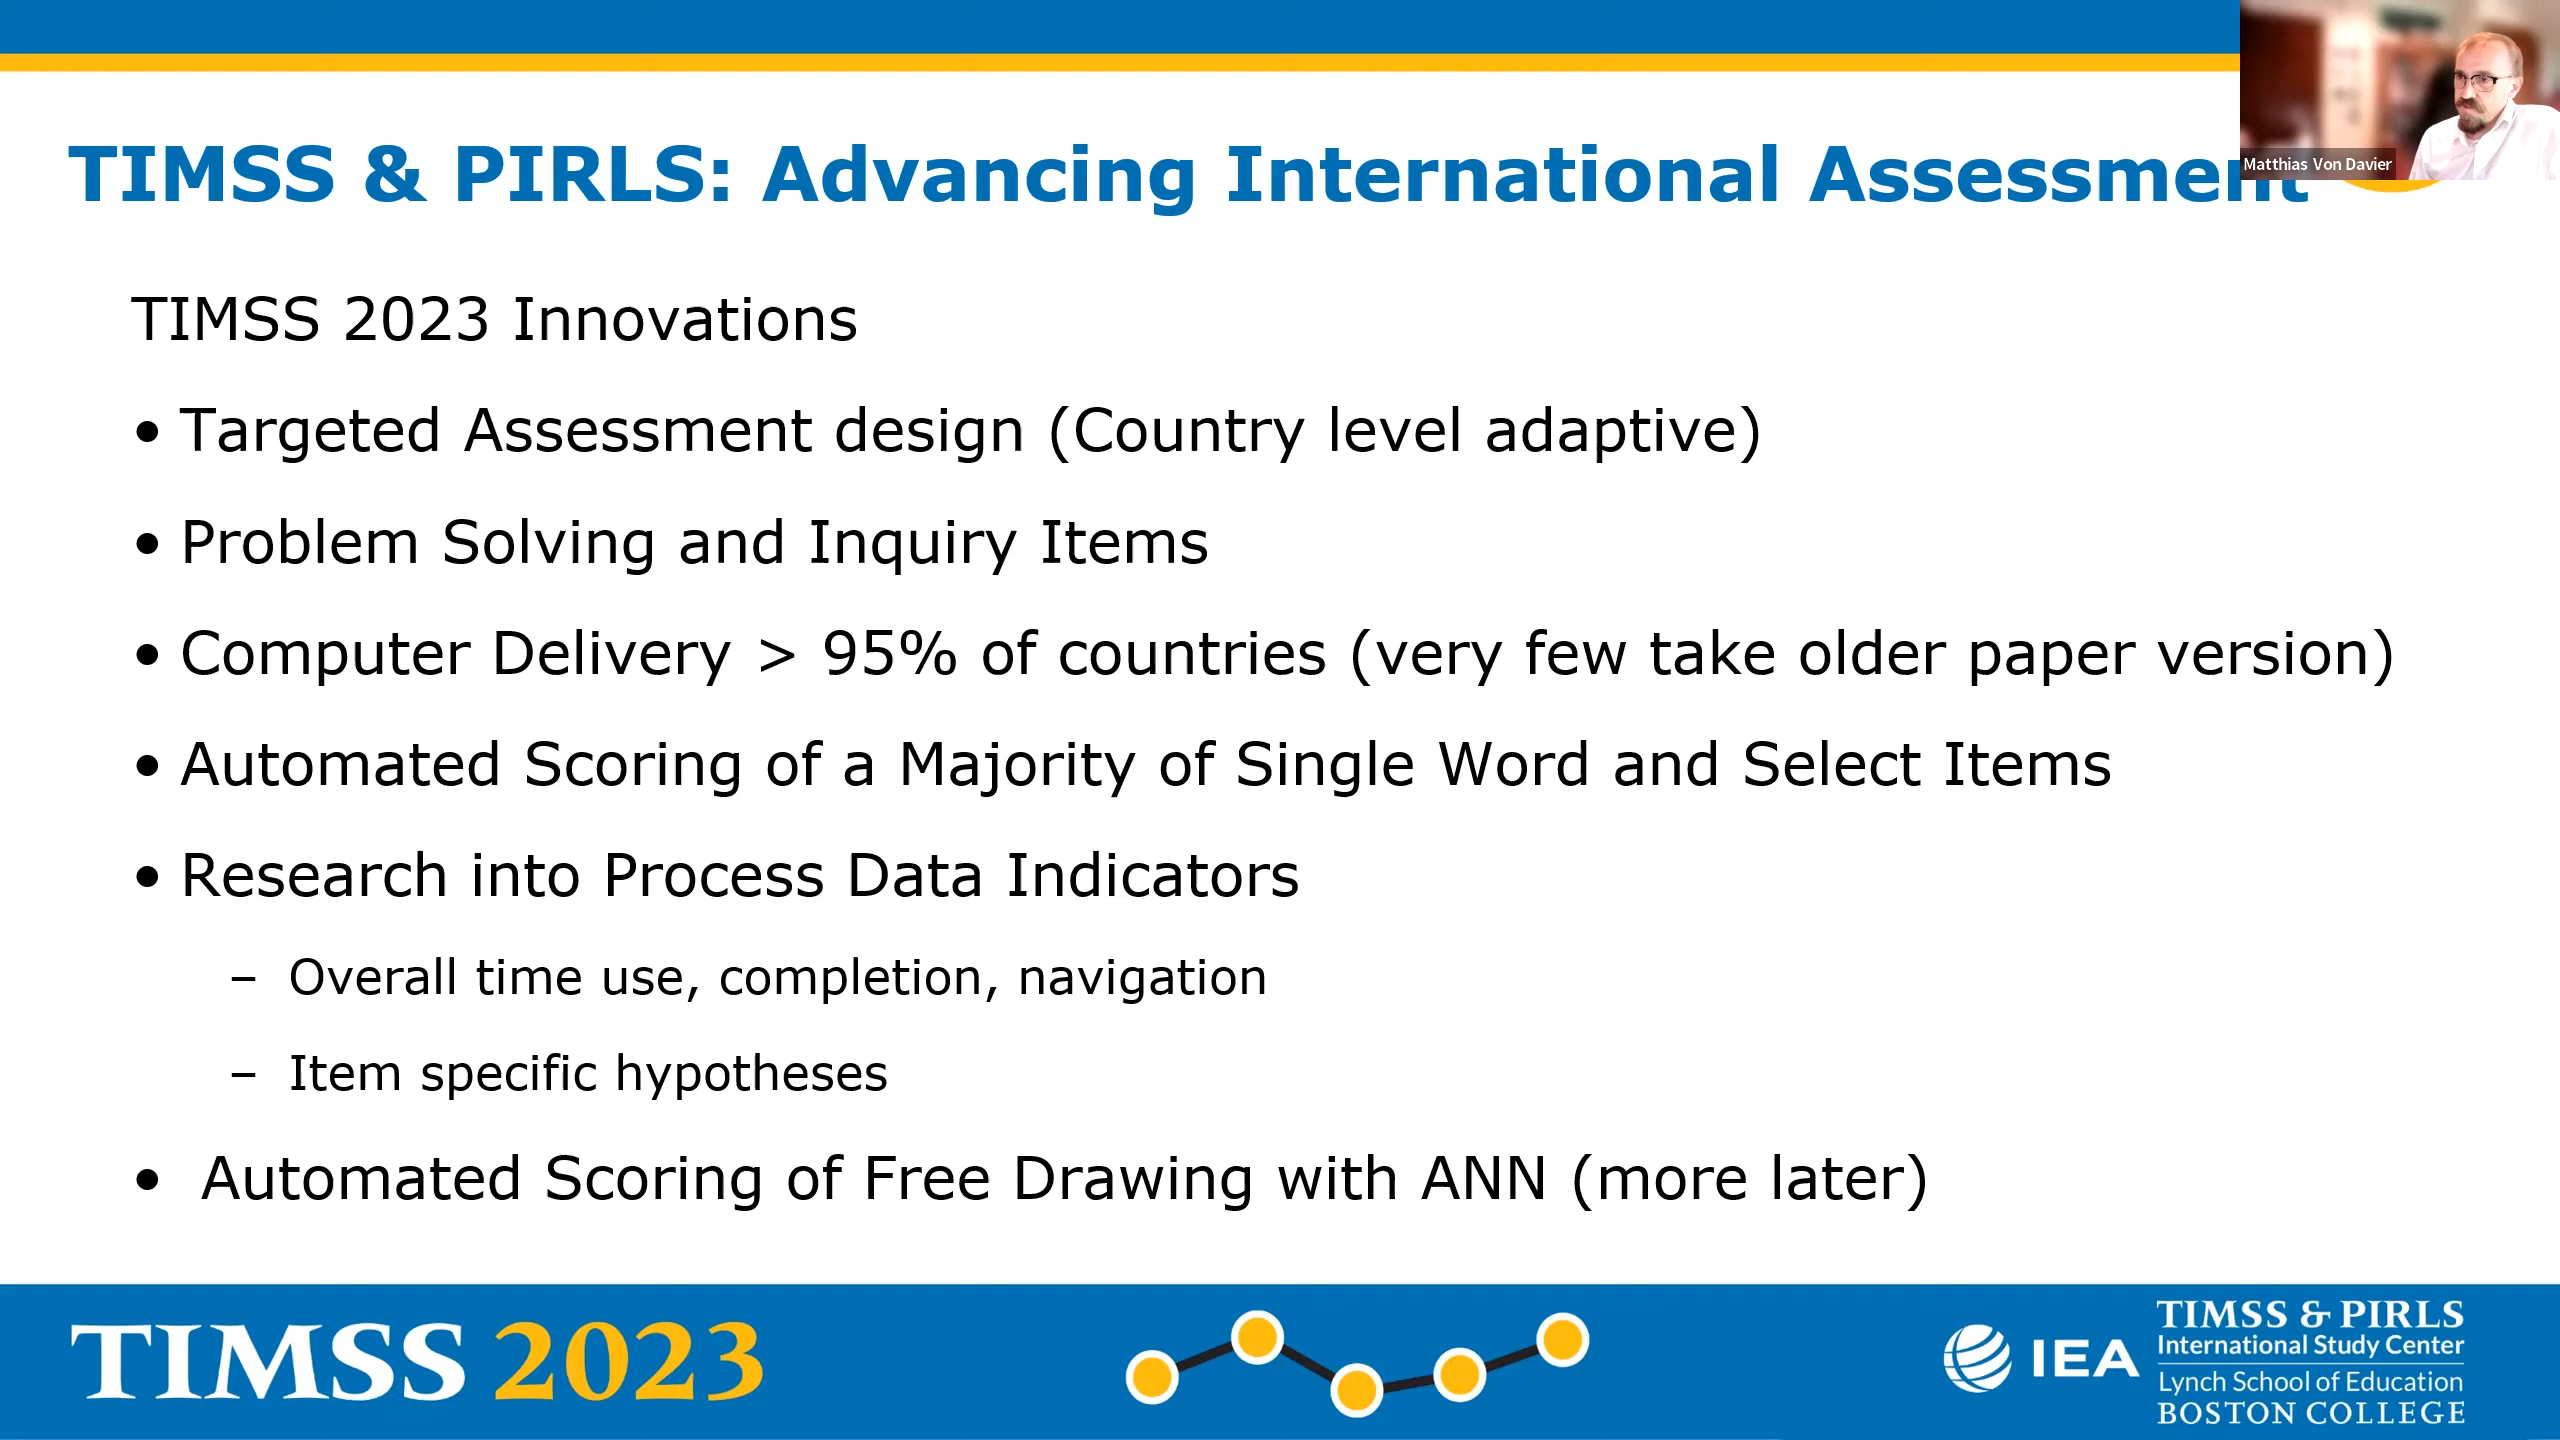 TIMSS & PIRLS: Advancing International Assessment
Matthias Von Davier
TIMSS 2023 Innovations
• Targeted Assessment design (Country level adaptive)
• Problem Solving and Inquiry Items
• Computer Delivery > 95% of countries (very few take older paper version)
• Automated Scoring of a Majority of Single Word and Select Items
• Research into Process Data Indicators
– Overall time use, completion, navigation
– Item specific hypotheses
• Automated Scoring of Free Drawing with ANN (more later)
TIMSS 2023
IEA
TIMSS & PIRLS
International Study Center
Lynch School of Education
BOSTON COLLEGE